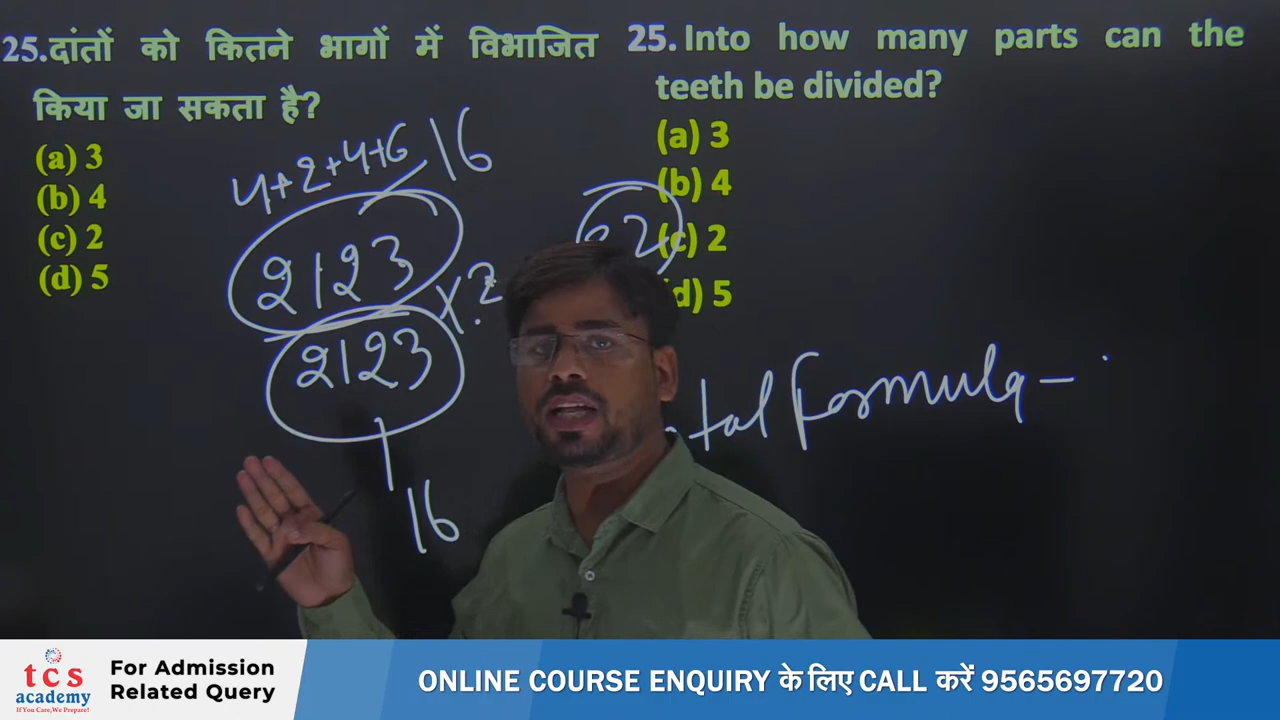 25.दांतों को कितने भागों में विभाजित
किया जा सकता है?
(a) 3
(b) 4
(c) 2
(d) 5
25. Into how many parts can the
teeth be divided?
(a) 3
(b) 4
(c) 2
(d) 5
4+2+4+6 16
2123
2123
x2
16
32
tal Formula -
tcs
academy
If You Care,We Prepare!
For Admission
Related Query
ONLINE COURSE ENQUIRY के लिए CALL करें 9565697720